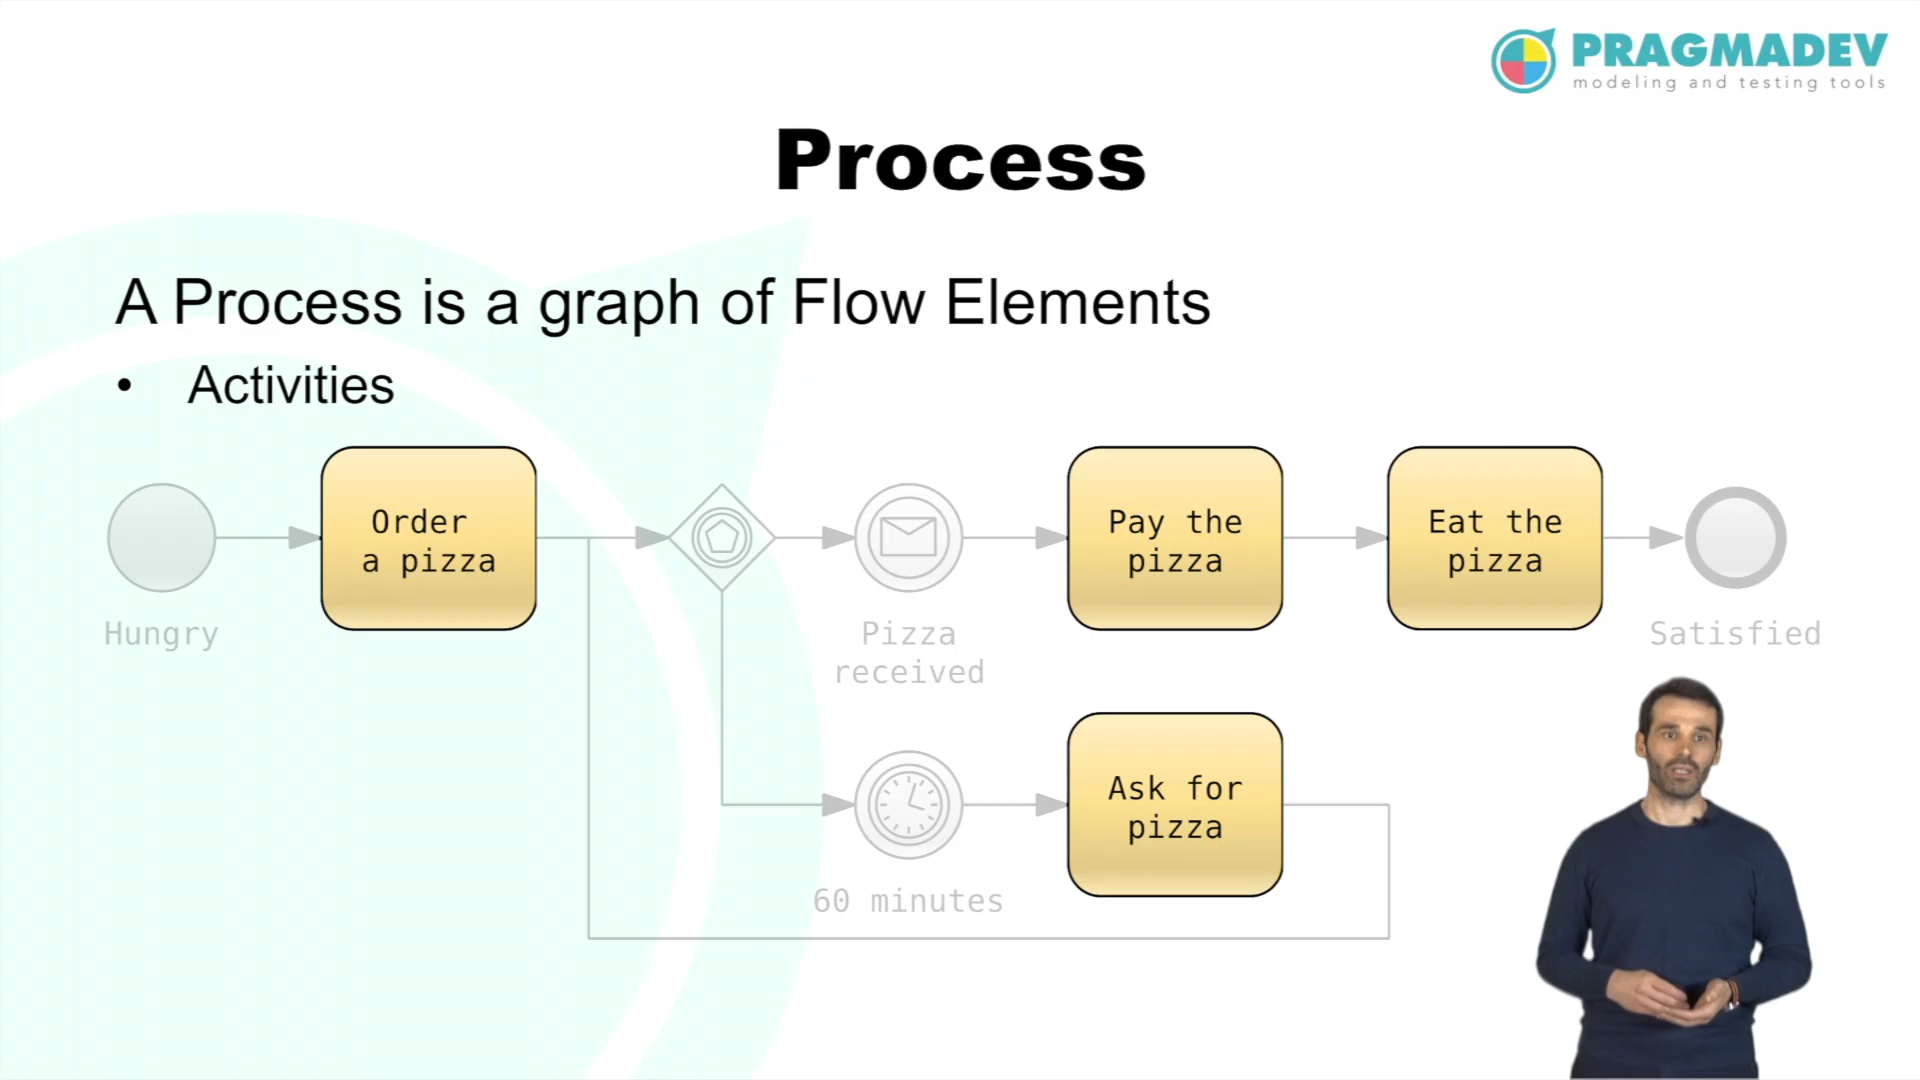 PRAGMADEV
modeling and testing tools
Process
A Process is a graph of Flow Elements
• Activities
Order
a pizza
Pay the
pizza
Eat the
pizza
Hungry
Pizza
received
Satisfied
Ask for
pizza
60 minutes